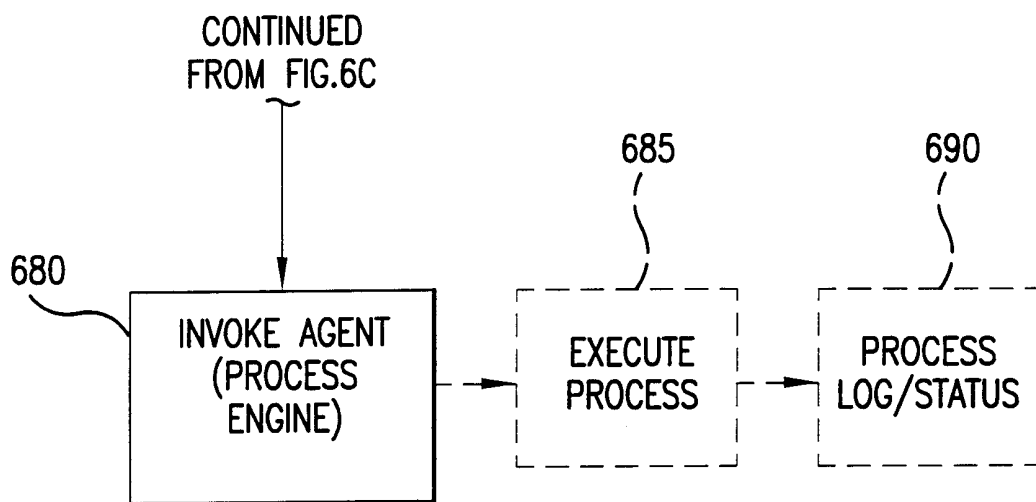 CONTINUED
FROM FIG.6C
685
690
680
INVOKE AGENT
(PROCESS
ENGINE)
EXECUTE
PROCESS
PROCESS
LOG/STATUS